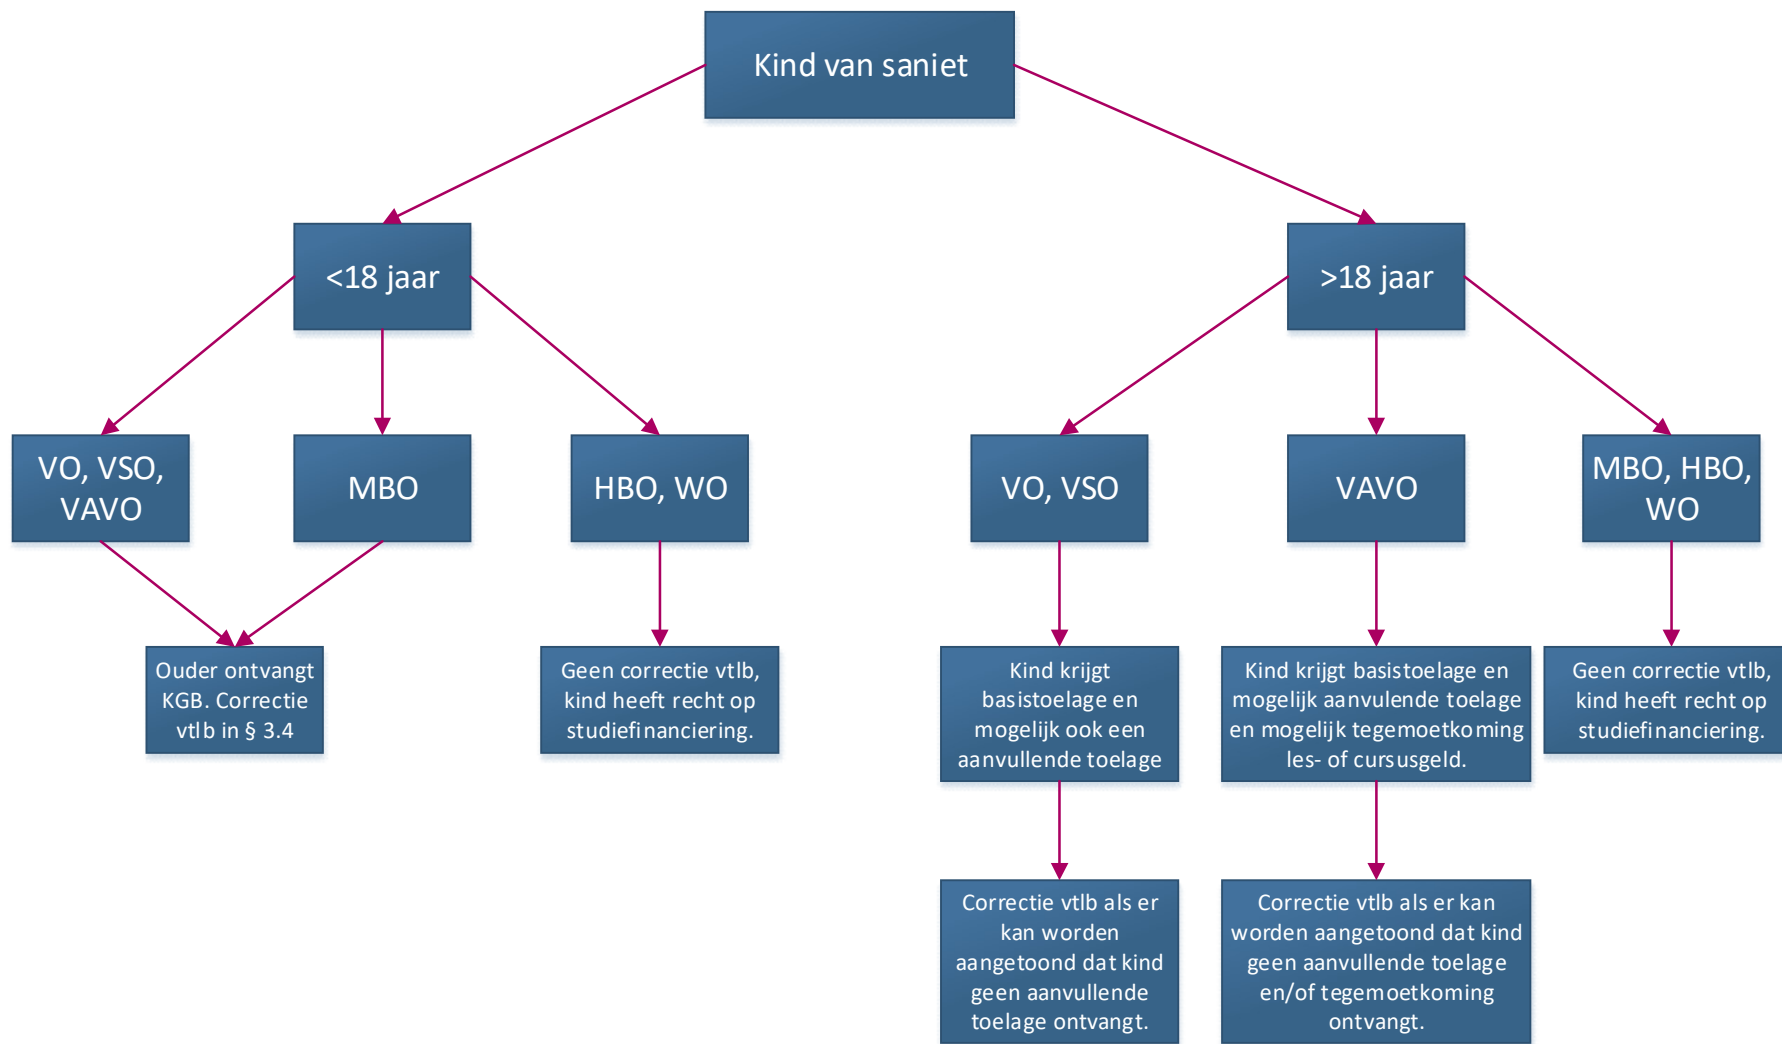 Kind van saniet
<18 jaar
>18 jaar
VO, VSO,
VAVO
MBO
HBO, WO
VO, VSO
VAVO
MBO, HBO,
WO
Ouder ontvangt
KGB. Correctie
vtlb in § 3.4
Geen correctie vtlb,
kind heeft recht op
studiefinanciering.
Kind krijgt
basistoelage en
mogelijk ook een
aanvullende toelage
Kind krijgt basistoelage en
mogelijk aanvulende toelage
en mogelijk tegemoetkoming
les- of cursusgeld.
Geen correctie vtlb,
kind heeft recht op
studiefinanciering.
Correctie vtlb als er
kan worden
aangetoond dat kind
geen aanvullende
toelage ontvangt.
Correctie vtlb als er kan
worden aangetoond dat kind
geen aanvullende toelage
en/of tegemoetkoming
ontvangt.